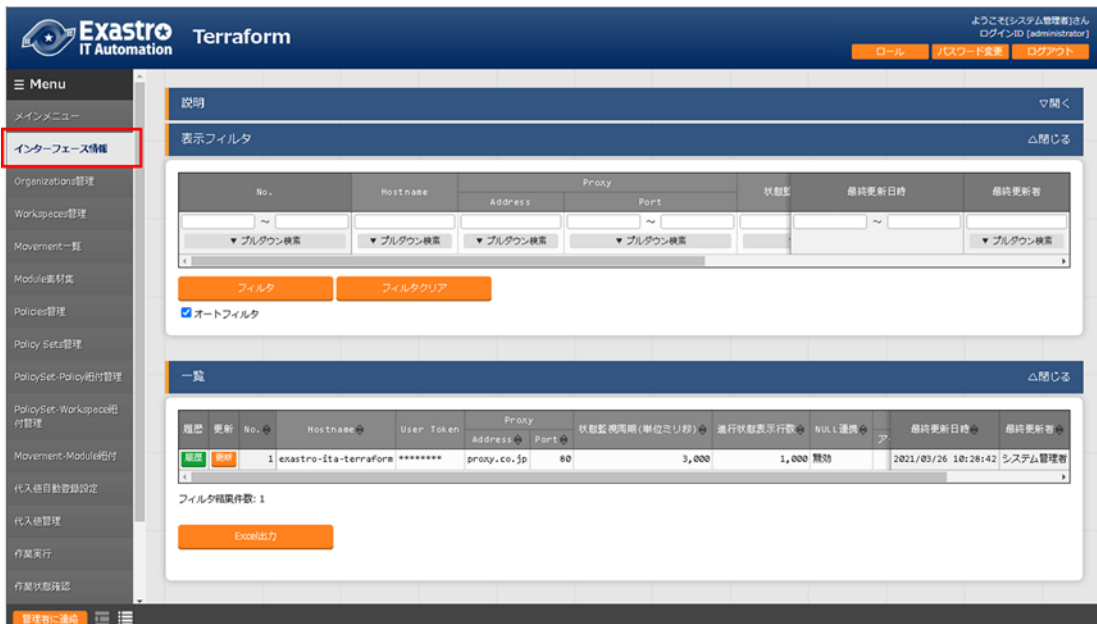 ようこそ[システム管理者]さん
ログインID [administrator]
Exastro
IT Automation
Terraform
ロール
パスワード変更
ログアウト
Menu
メインメニュー
インターフェース情報
Organizations管理
Workspaces管理
Movement一覧
Module素材集
Policies管理
Policy Sets管理
PolicySet-Policy紐付管理
PolicySet-Workspace紐
付管理
Movement-Module紐付
代入値自動登録設定
代入値管理
作業実行
作業状態確認
管理者に連絡
説明
▽開く
表示フィルタ
△閉じる
No. Hostname Proxy 状態監 最終更新日時 最終更新者
Address Port
~ ~ ~
▼ プルダウン検索 ▼ プルダウン検索 ▼ プルダウン検索 ▼ プルダウン検索 ▼ プルダウン検索
フィルタ フィルタクリア
オートフィルタ
一覧
△閉じる
履歴 更新 No. Hostname User Token Proxy 状態監視周期(単位ミリ秒) 進行状態表示行数 NULL連携 最終更新日時 最終更新者
Address Port ア
履歴 更新 1 exastro-ita-terraform ******** proxy.co.jp 80 3,000 1,000 無効 2021/03/26 10:28:42 システム管理者
フィルタ結果件数: 1
Excel出力